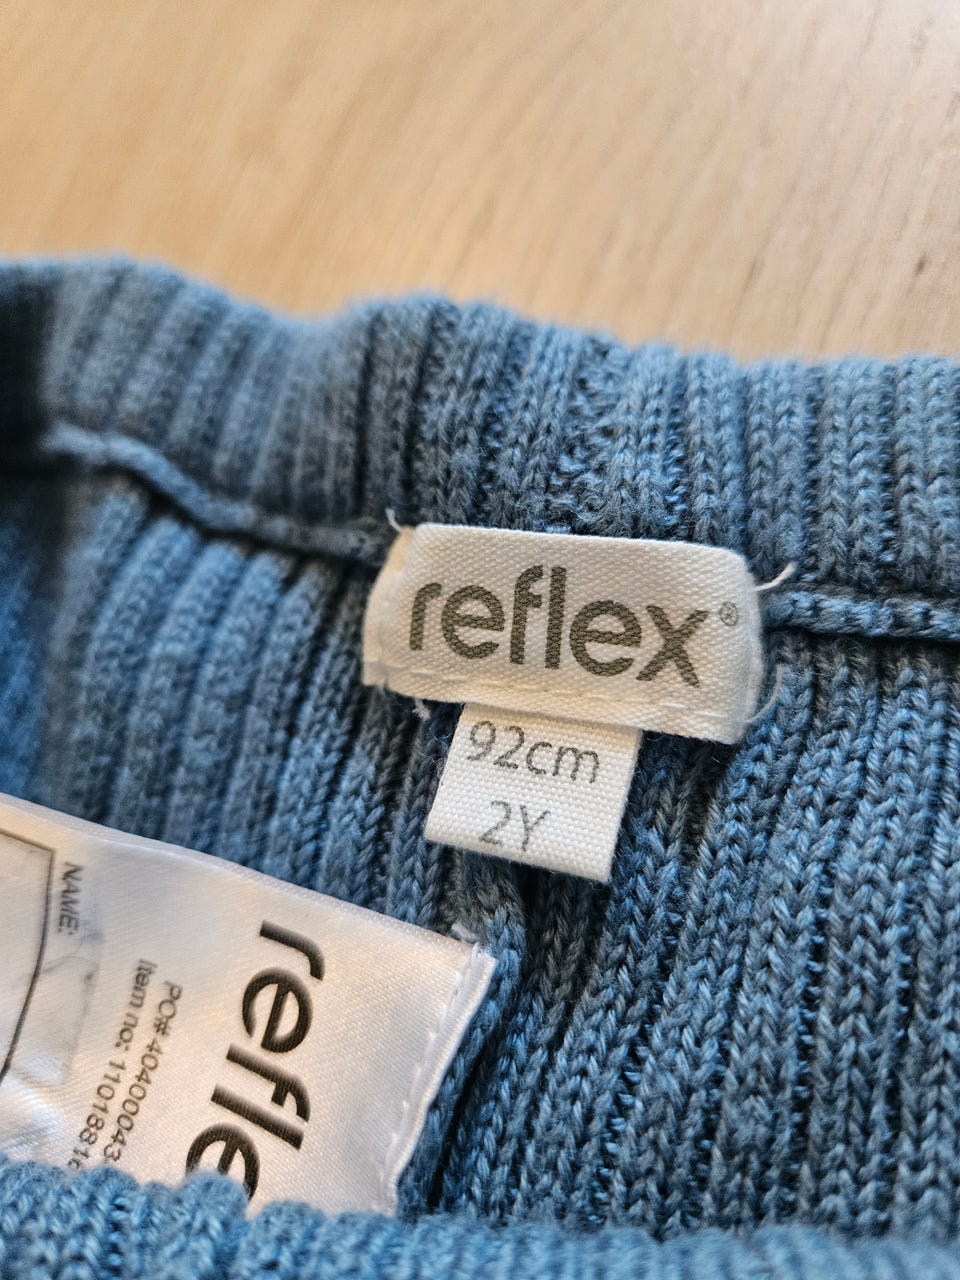 reflex®
92cm
2Y
NAME:
reflex
PO# 40400043
Item no: 1101881